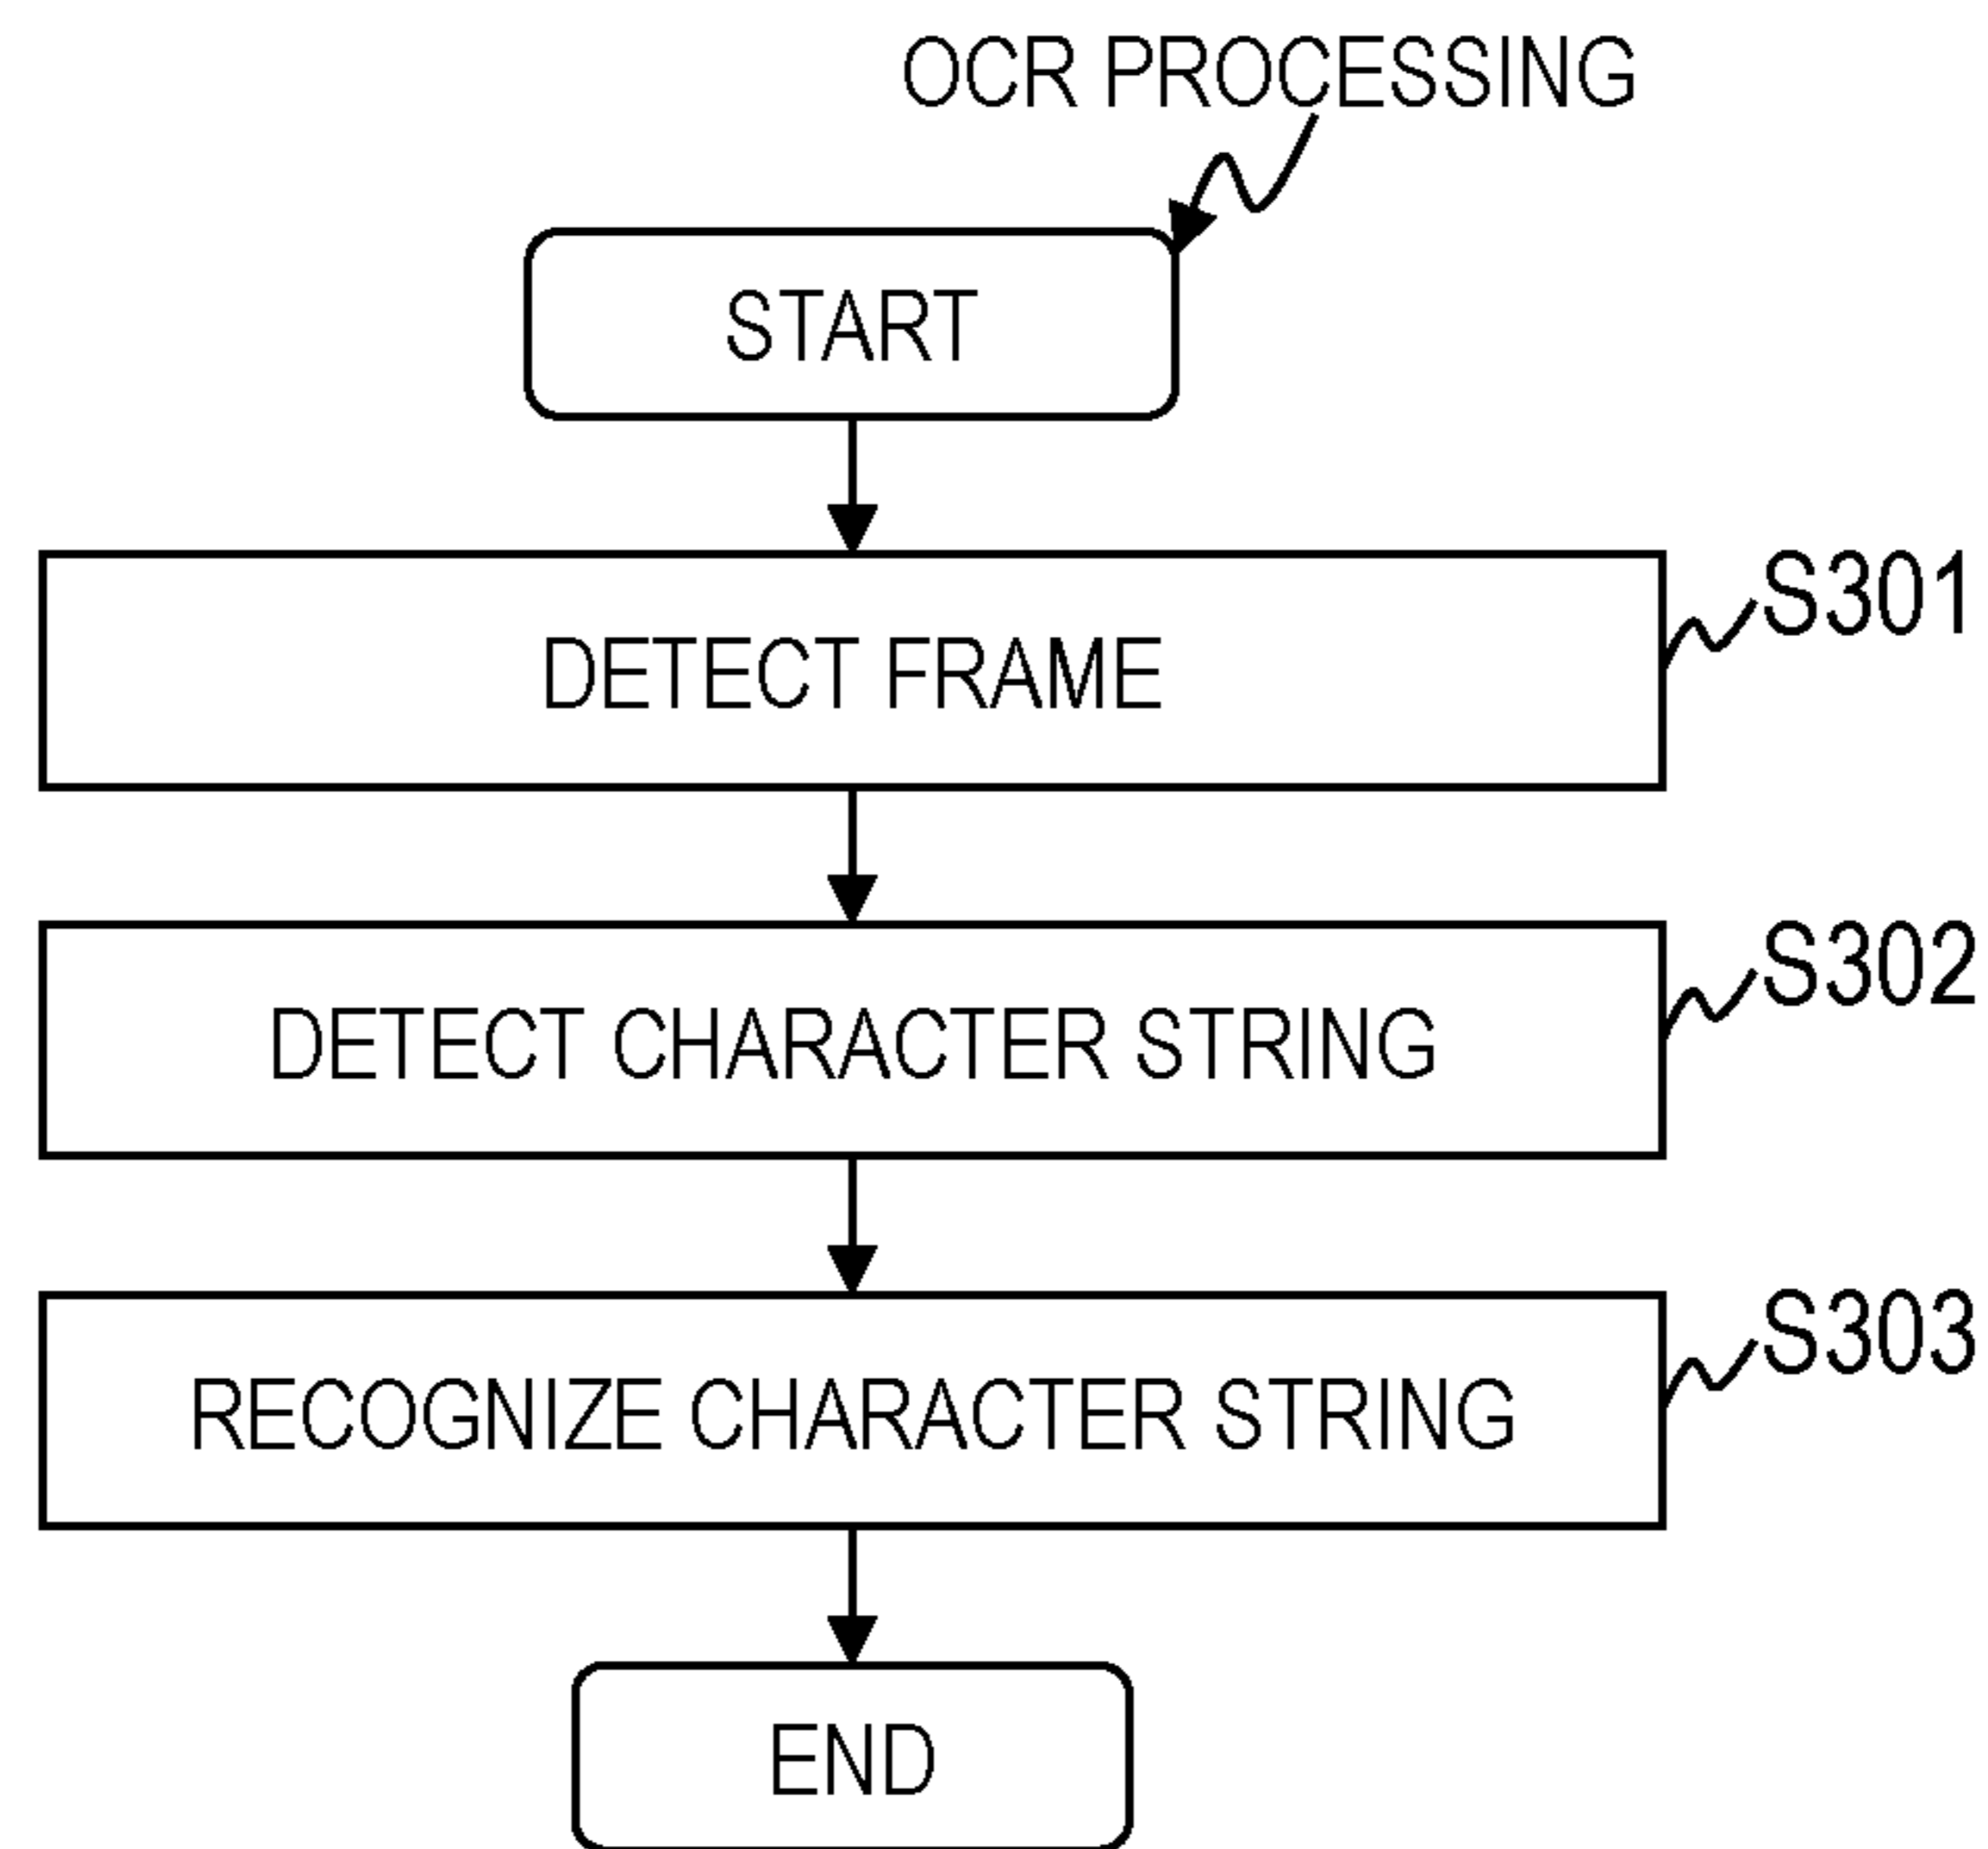 OCR PROCESSING
START
DETECT FRAME
S301
DETECT CHARACTER STRING
S302
RECOGNIZE CHARACTER STRING
S303
END